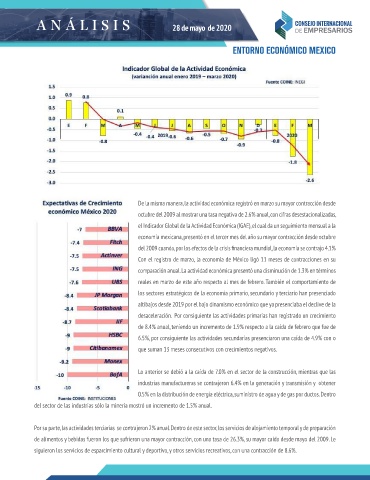 ANÁLISIS
28 de mayo de 2020
CONSEJO INTERNACIONAL
DE EMPRESARIOS
ENTORNO ECONÓMICO MEXICO
Indicador Global de la Actividad Económica
(variación anual enero 2019 – marzo 2020)
Fuente COINE: INEGI
1.5
1.0
0.5
0.0
-0.5
-1.0
-1.5
-2.0
-2.5
-3.0
0.9 0.8 -0.8 0.1 -0.4 -0.4 -0.4 -0.6 -0.6 -0.5 -0.7 -0.9 -0.3 -0.8 -1.8 -2.6
E F M A M J J A S O N D E F M
2019
2020
Expectativas de Crecimiento
económico México 2020
-7 BBVA
-7.4 Fitch
-7.5 Actinver
-7.5 ING
-7.6 UBS
-8.4 JP Morgan
-8.4 Scotiabank
-8.7 IIF
-9 HSBC
-9 Citibanamex
-9.2 Monex
-10 BofA
-15 -10 -5 0
Fuente COINE: INSTITUCIONES
De la misma manera, la actividad económica registró en marzo su mayor contracción desde
octubre del 2009 al mostrar una tasa negativa de 2.6% anual, con cifras desestacionalizadas,
el Indicador Global de la Actividad Económica (IGAE), el cual da un seguimiento mensual a la
economía mexicana, presentó en el tercer mes del año su mayor contracción desde octubre
del 2009 cuando, por los efectos de la crisis financiera mundial, la economía se contrajo 4.1%
Con el registro de marzo, la economía de México ligó 11 meses de contracciones en su
comparación anual. La actividad económica presentó una disminución de 1.3% en términos
reales en marzo de este año respecto al mes de febrero. También el comportamiento de
los sectores estratégicos de la economía primario, secundario y terciario han presentado
altibajos desde 2019 por el bajo dinamismo económico que ya presentaba el declive de la
desaceleración. Por consiguiente las actividades primarias han registrado un crecimiento
de 8.4% anual, teniendo un incremento de 1.9% respecto a la caída de febrero que fue de
6.5%, por consiguiente las actividades secundarias presenciaron una caída de 4.9% con o
que suman 13 meses consecutivos con crecimientos negativos.
La anterior se debió a la caída de 7.0% en el sector de la construcción, mientras que las
industrias manufactureras se contrajeron 6.4% en la generación y transmisión y obtener
0.5% en la distribución de energía eléctrica, suministro de agua y de gas por ductos. Dentro
del sector de las industrias sólo la minería mostró un incremento de 1.5% anual.
Por su parte, las actividades terciarias se contrajeron 2% anual. Dentro de este sector, los servicios de alojamiento temporal y de preparación
de alimentos y bebidas fueron los que sufrieron una mayor contracción, con una tasa de 26.3%, su mayor caída desde mayo del 2009. Le
siguieron los servicios de esparcimiento cultural y deportivo, y otros servicios recreativos, con una contracción de 8.6%.